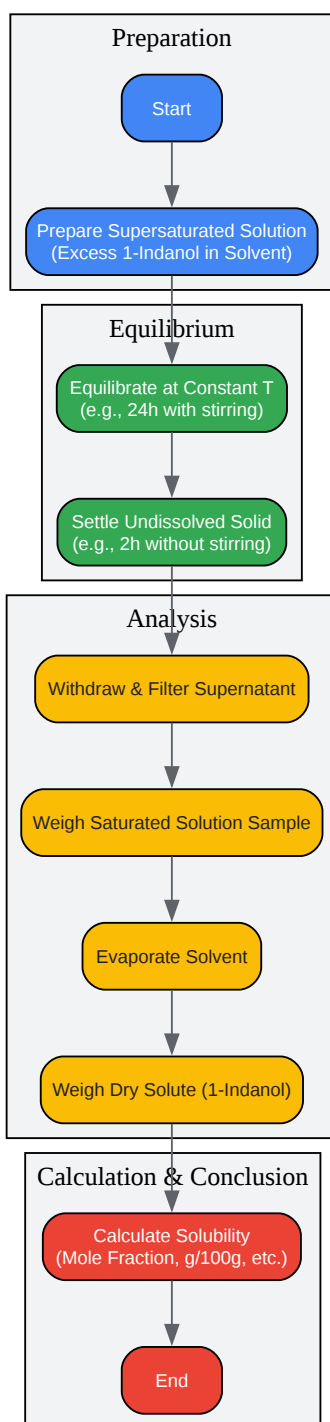 Preparation
Start
Prepare Supersaturated Solution
(Excess 1-Indanol in Solvent)
Equilibrium
Equilibrate at Constant T
(e.g., 24h with stirring)
Settle Undissolved Solid
(e.g., 2h without stirring)
Analysis
Withdraw & Filter Supernatant
Weigh Saturated Solution Sample
Evaporate Solvent
Weigh Dry Solute (1-Indanol)
Calculation & Conclusion
Calculate Solubility
(Mole Fraction, g/100g, etc.)
End